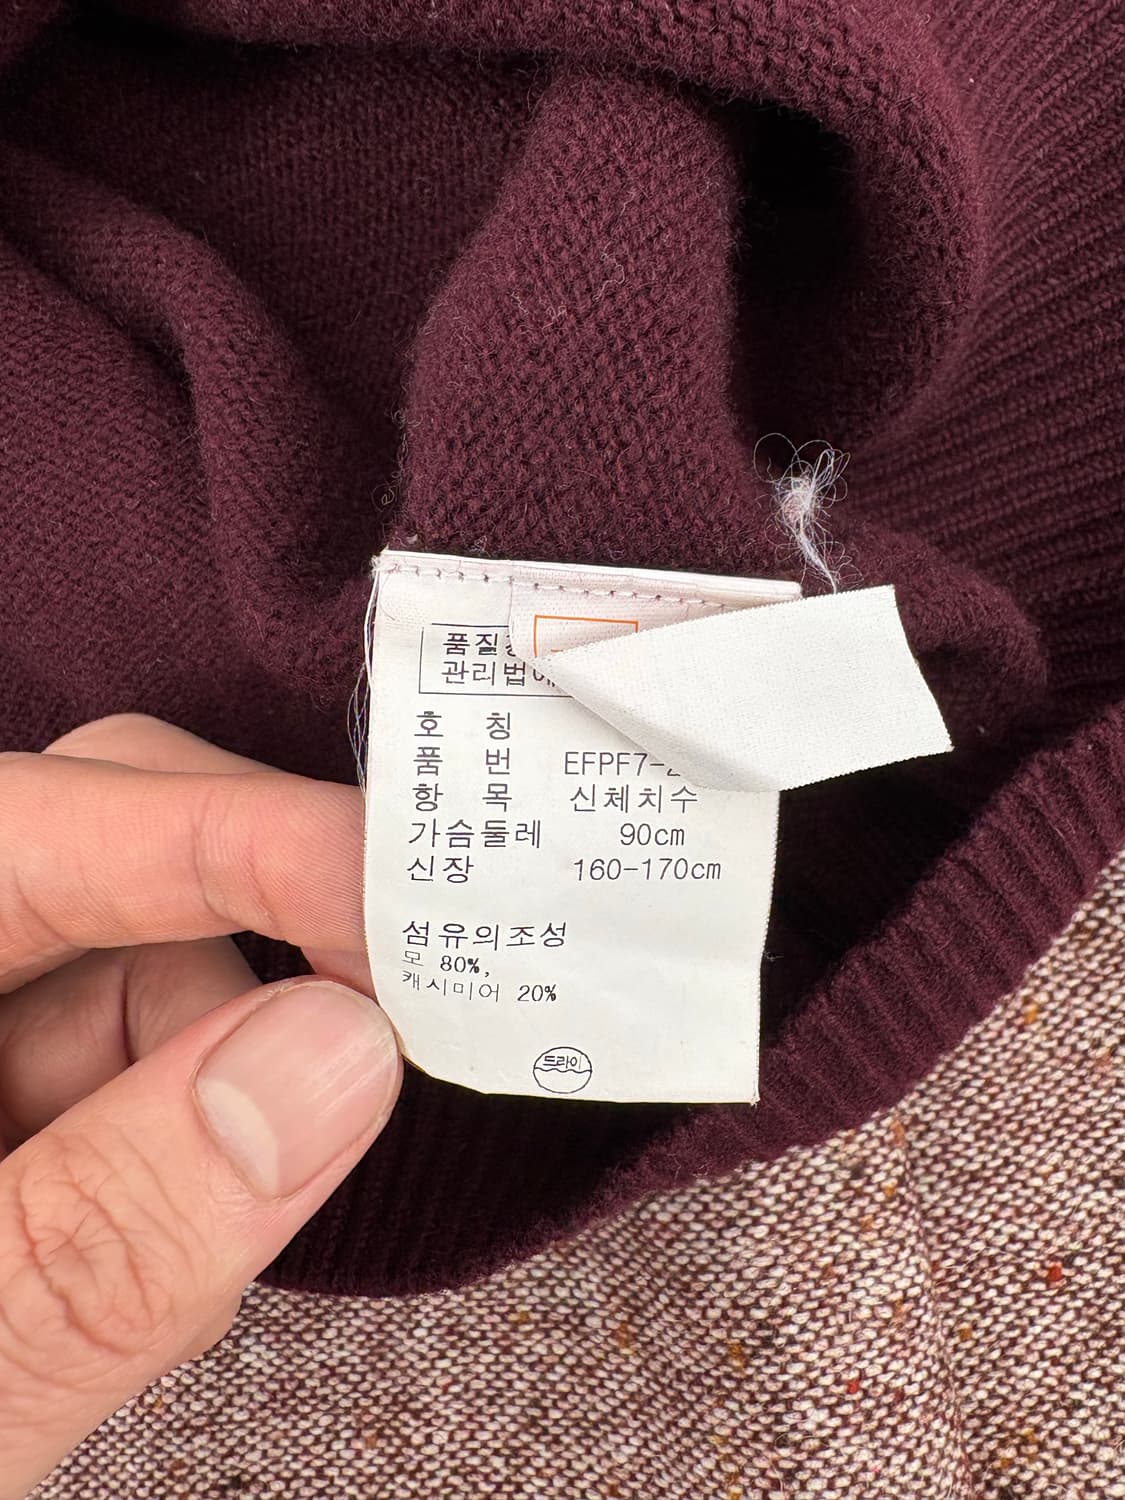 품질
관리법
호 칭
품 번 EFPF7-
항 목 신체치수
가슴둘레 90cm
신장 160-170cm
섬유의조성
모 80%,
캐시미어 20%
드라이